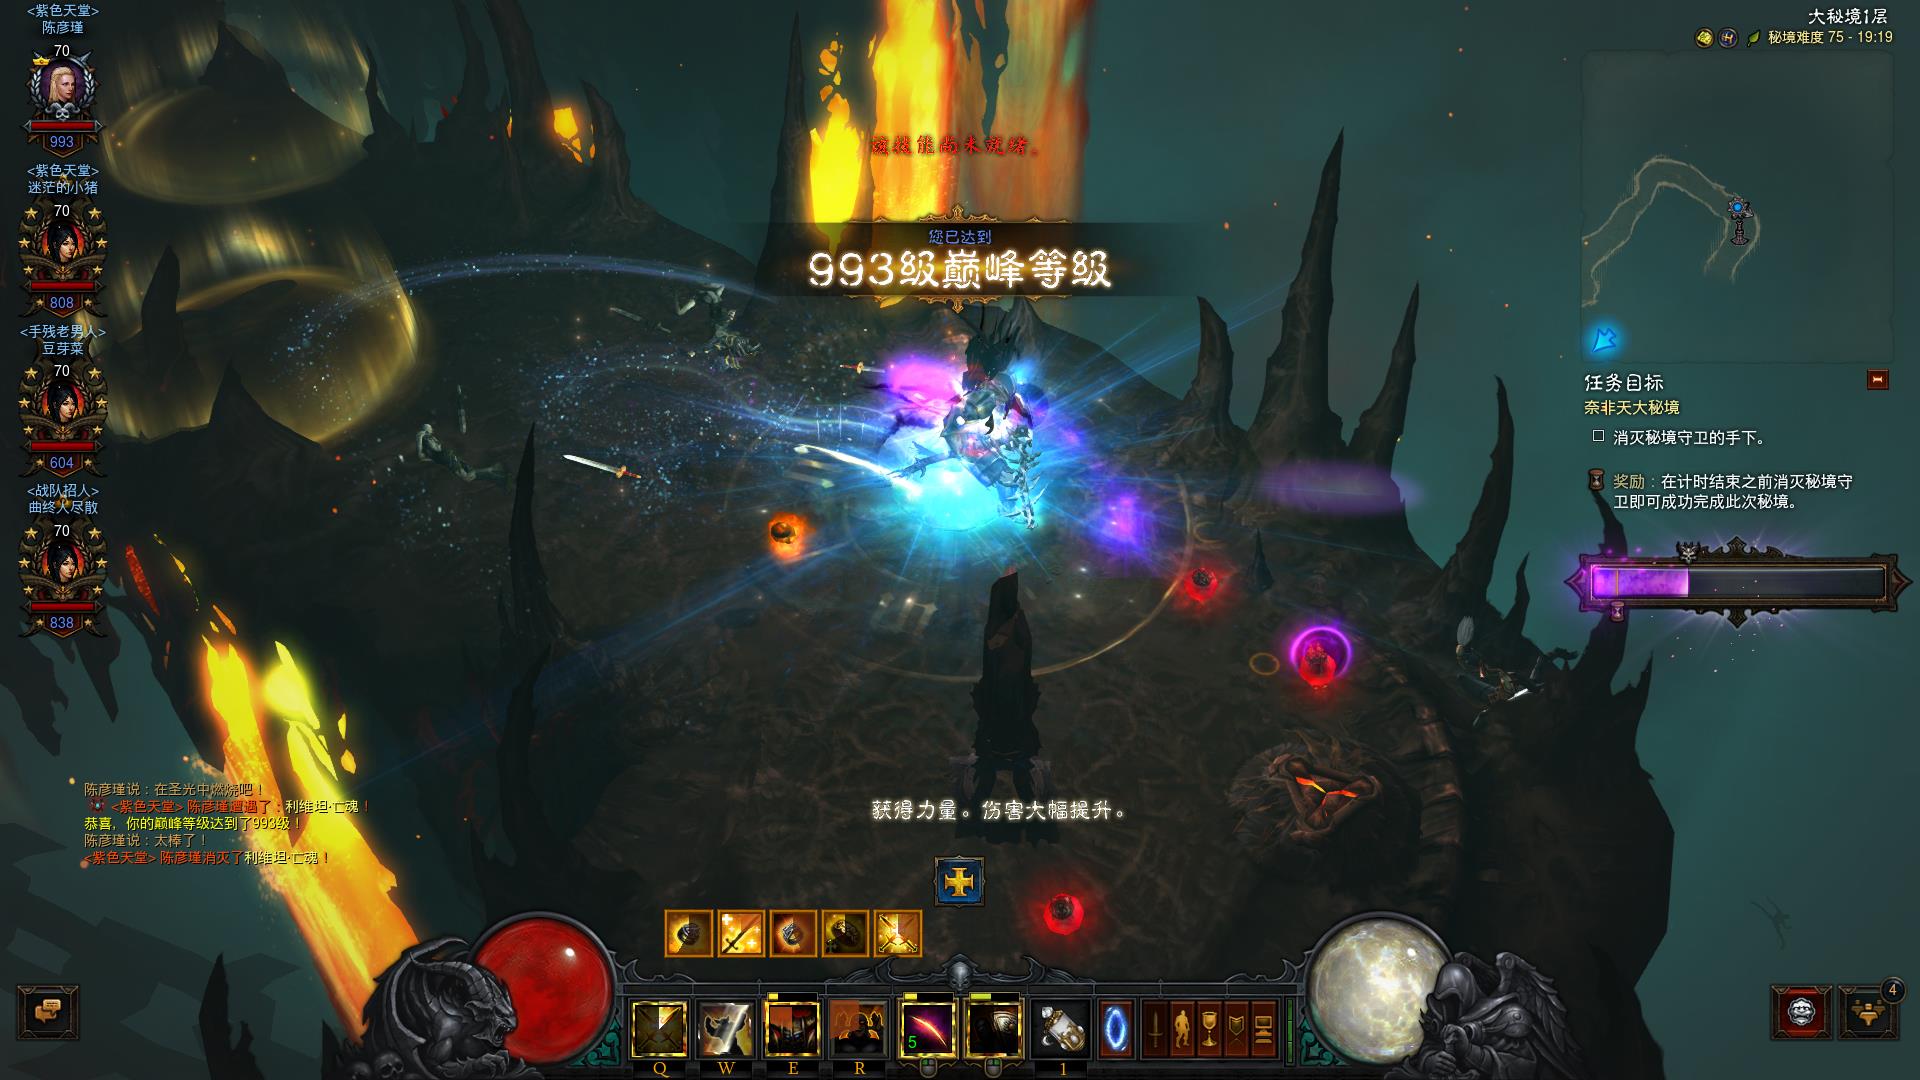 <紫色天堂>
陈彦瑾
70
993
<紫色天堂>
迷茫的小猪
70
808
<手残老男人>
豆芽菜
70
604
<战队招人>
曲终人尽散
70
838
该技能尚未就绪。
您已达到
993级巅峰等级
大秘境1层
秘境难度 75 - 19:19
任务目标
奈非天大秘境
消灭秘境守卫的手下。
奖励：在计时结束之前消灭秘境守
卫即可成功完成此次秘境。
陈彦瑾说：在圣光中燃烧吧！
<紫色天堂> 陈彦瑾遭遇了：利维坦·亡魂！
恭喜，你的巅峰等级达到了993级！
陈彦瑾说：太棒了！
<紫色天堂> 陈彦瑾消灭了利维坦·亡魂！
获得力量。伤害大幅提升。
5
Q
W
E
R
1
4